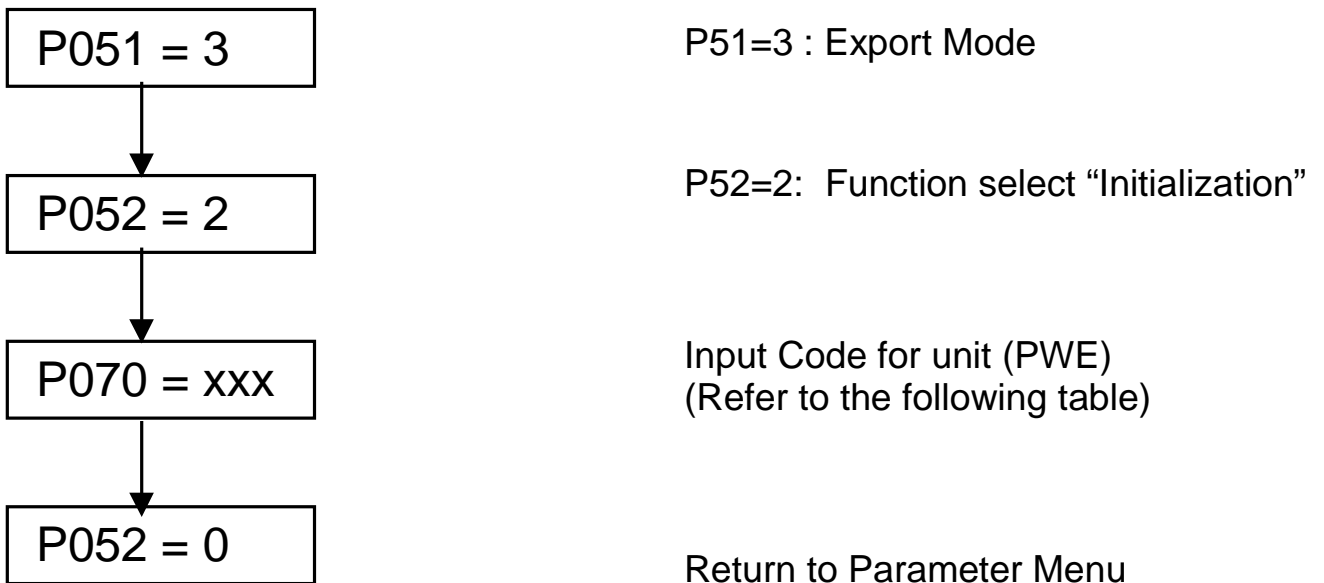 P051 = 3
P51=3 : Export Mode
P052 = 2
P52=2:  Function select “Initialization”
P070 = xxx
Input Code for unit (PWE)
(Refer to the following table)
P052 = 0
Return to Parameter Menu